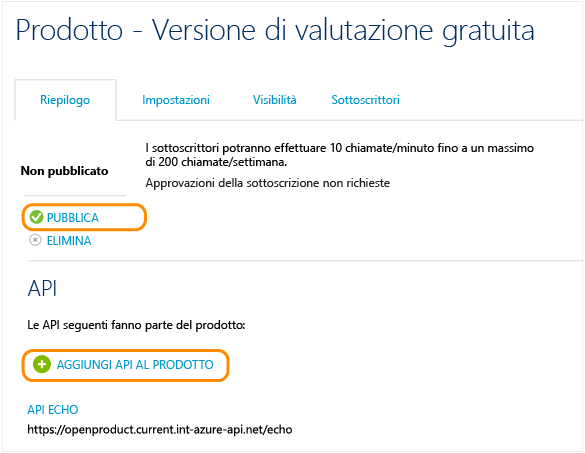 Prodotto - Versione di valutazione gratuita
Riepilogo Impostazioni Visibilità Sottoscrittori
I sottoscrittori potranno effettuare 10 chiamate/minuto fino a un massimo
di 200 chiamate/settimana.
Non pubblicato
Approvazioni della sottoscrizione non richieste
PUBBLICA
ELIMINA
API
Le API seguenti fanno parte del prodotto:
AGGIUNGI API AL PRODOTTO
API ECHO
https://openproduct.current.int-azure-api.net/echo